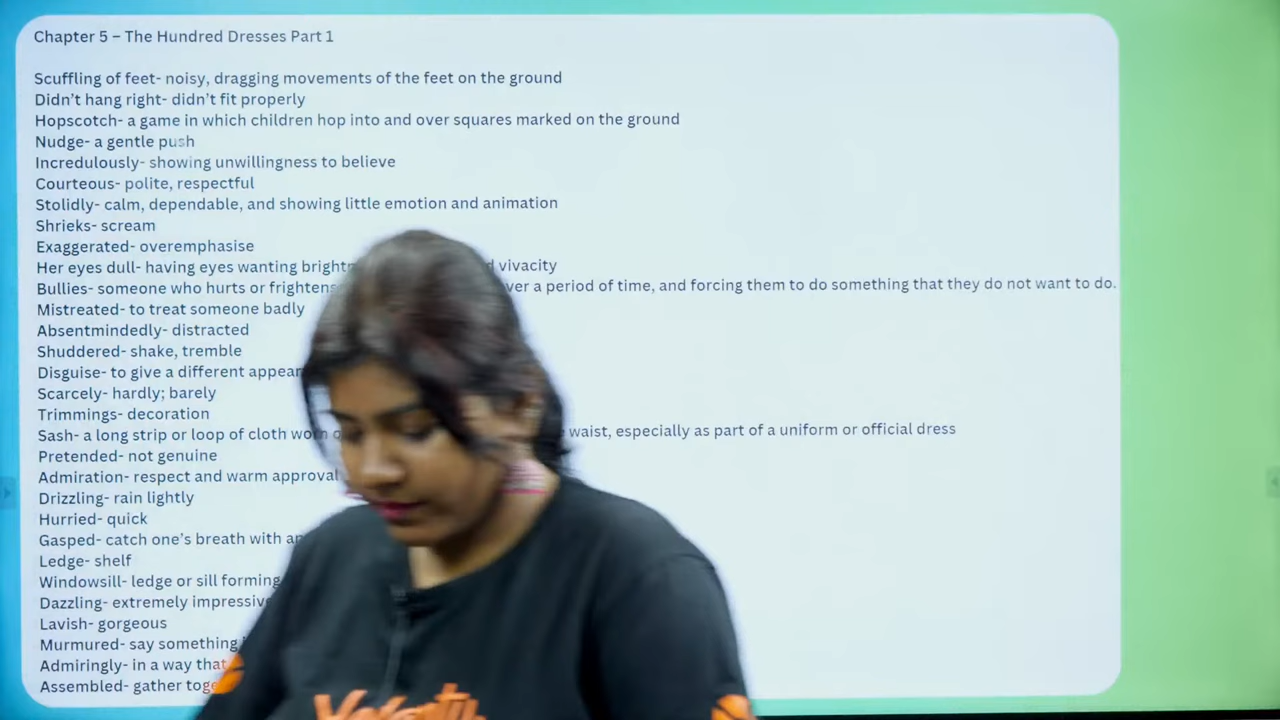 Chapter 5 – The Hundred Dresses Part 1
Scuffling of feet- noisy, dragging movements of the feet on the ground
Didn’t hang right- didn’t fit properly
Hopscotch- a game in which children hop into and over squares marked on the ground
Nudge- a gentle push
Incredulously- showing unwillingness to believe
Courteous- polite, respectful
Stolidly- calm, dependable, and showing little emotion and animation
Shrieks- scream
Exaggerated- overemphasise
Her eyes dull- having eyes wanting vivacity
Bullies- someone who hurts or frightens a period of time, and forcing them to do something that they do not want to do.
Mistreated- to treat someone badly
Absentmindedly- distracted
Shuddered- shake, tremble
Disguise- to give a different
Scarcely- hardly; barely
Trimmings- decoration
Sash- a long strip or loop of cloth waist, especially as part of a uniform or official dress
Pretended- not genuine
Admiration- respect and warm approval
Drizzling- rain lightly
Hurried- quick
Gasped- catch one’s breath with
Ledge- shelf
Windowsill- ledge or sill forming
Dazzling- extremely
Lavish- gorgeous
Murmured- say something
Admiringly- in a way that
Assembled- gather